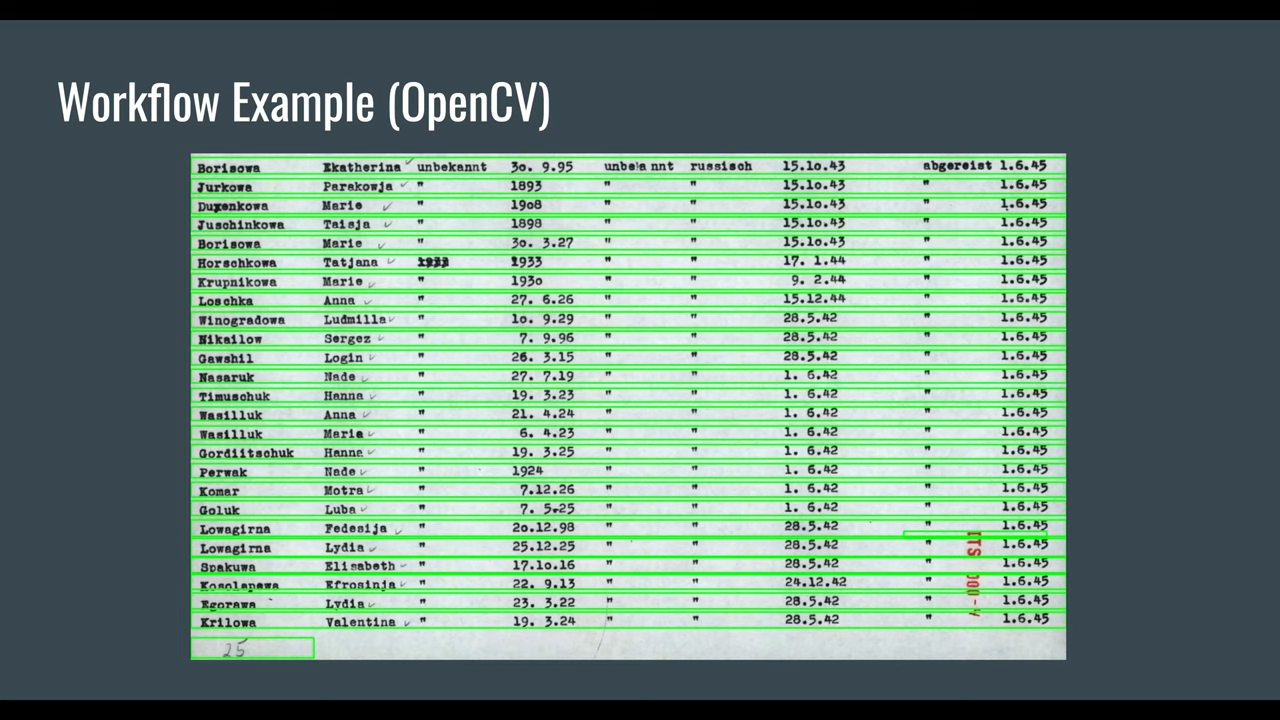 Workflow Example (OpenCV)
Borisowa Ekatherina unbekannt 3o. 9.95 unbekannt russisch 15.1o.43 abgereist 1.6.45
Jurkowa Parakowja " 1893 " " 15.1o.43 " 1.6.45
Duxenkowa Marie " 19o8 " " 15.1o.43 " 1.6.45
Juschinkowa Taisja " 1898 " " 15.1o.43 " 1.6.45
Borisowa Marie " 3o. 3.27 " " 15.1o.43 " 1.6.45
Horschkowa Tatjana 1933 " " 17. 1.44 " 1.6.45
Krupnikowa Marie " 193o " " 9. 2.44 " 1.6.45
Loschka Anna " 27. 6.26 " " 15.12.44 " 1.6.45
Winogradowa Ludmilla " 1o. 9.29 " " 28.5.42 " 1.6.45
Nikailow Sergez " 7. 9.96 " " 28.5.42 " 1.6.45
Gawshil Login " 26. 3.15 " " 28.5.42 " 1.6.45
Nasaruk Nade " 27. 7.19 " " 1. 6.42 " 1.6.45
Timuschuk Hanna " 19. 3.23 " " 1. 6.42 " 1.6.45
Wasilluk Anna " 21. 4.24 " " 1. 6.42 " 1.6.45
Wasilluk Maria " 6. 4.23 " " 1. 6.42 " 1.6.45
Gordiitschuk Hanna " 19. 3.25 " " 1. 6.42 " 1.6.45
Perwak Nade " 1924 " " 1. 6.42 " 1.6.45
Komar Motra " 7.12.26 " " 1. 6.42 " 1.6.45
Goluk Luba " 7. 5.25 " " 1. 6.42 " 1.6.45
Lowagirna Fedesija " 2o.12.98 " " 28.5.42 " 1.6.45
Lowagirna Lydia " 25.12.25 " " 28.5.42 " 1.6.45
Spakuwa Elisabeth " 17.1o.16 " " 28.5.42 " 1.6.45
Kosolapawa Efrosinja " 22. 9.13 " " 24.12.42 " 1.6.45
Egorawa Lydia " 23. 3.22 " " 28.5.42 " 1.6.45
Krilowa Valentina " 19. 3.24 " " 28.5.42 " 1.6.45
ITS
25